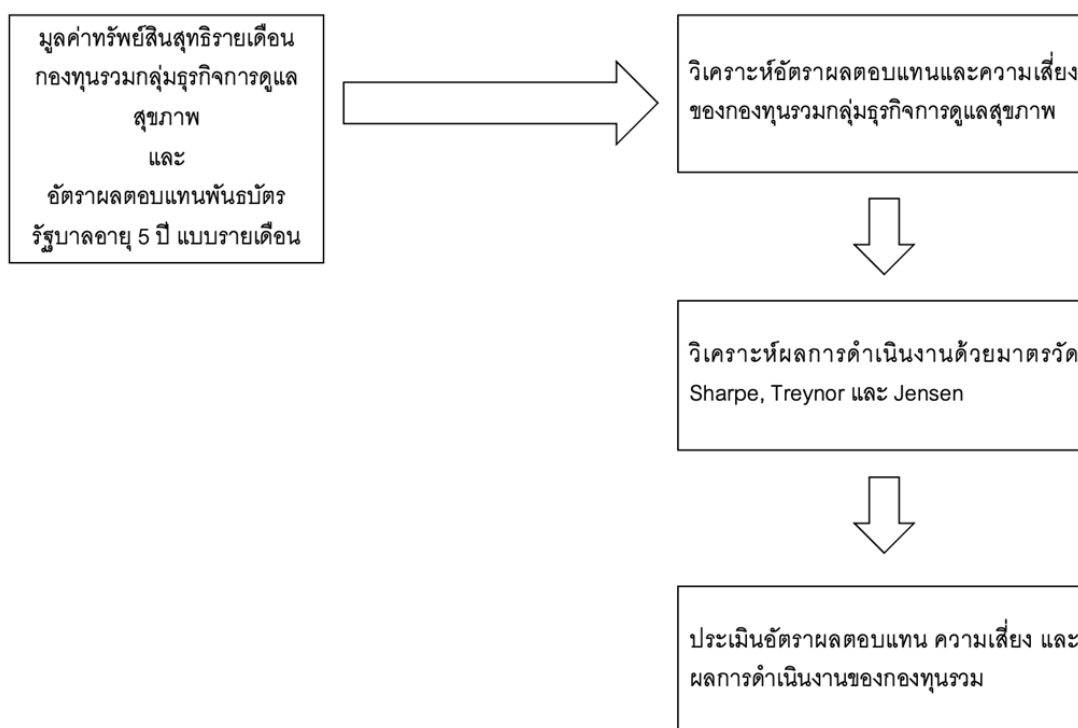 มูลค่าทรัพย์สินสุทธิรายเดือน
กองทุนรวมกลุ่มธุรกิจการดูแล
สุขภาพ
และ
อัตราผลตอบแทนพันธบัตร
รัฐบาลอายุ 5 ปี แบบรายเดือน
วิเคราะห์อัตราผลตอบแทนและความเสี่ยง
ของกองทุนรวมกลุ่มธุรกิจการดูแลสุขภาพ
วิเคราะห์ผลการดำเนินงานด้วยมาตรวัด
Sharpe, Treynor และ Jensen
ประเมินอัตราผลตอบแทน ความเสี่ยง และ
ผลการดำเนินงานของกองทุนรวม